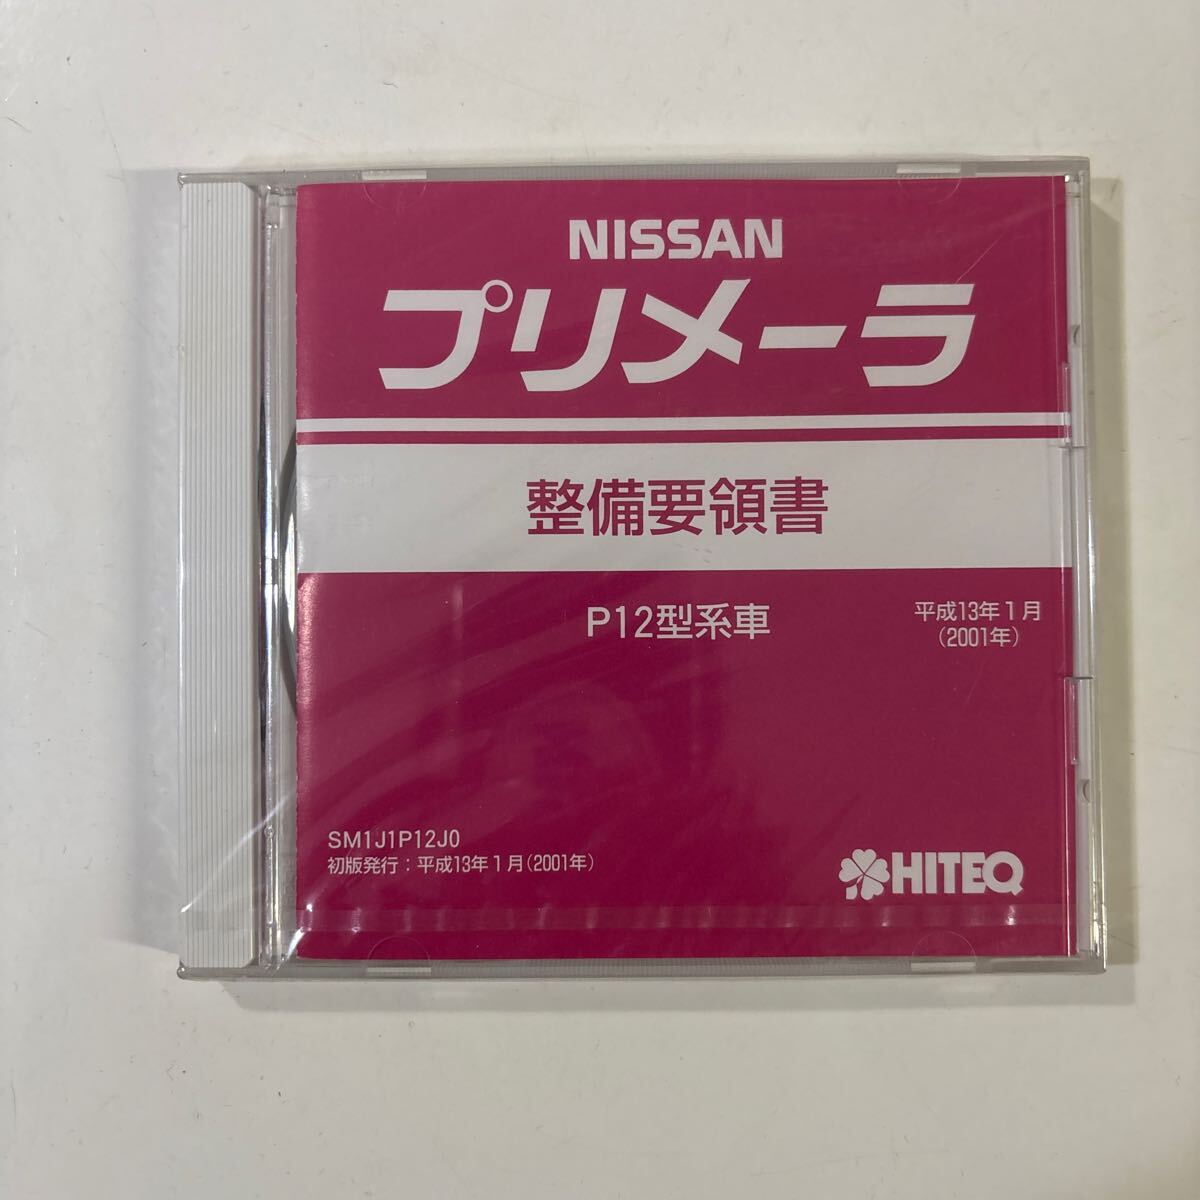 NISSAN
プリメーラ
整備要領書
P12型系車
平成13年1月
(2001年)
SM1J1P12J0
初版発行：平成13年1月(2001年)
HITEQ